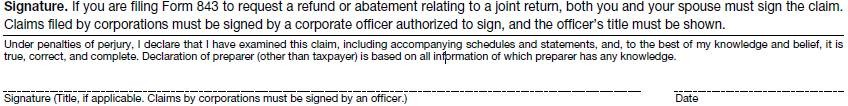 Signature. If you are filing Form 843 to request a refund or abatement relating to a joint return, both you and your spouse must sign the claim.
Claims filed by corporations must be signed by a corporate officer authorized to sign, and the officer's title must be shown.
Under penalties of perjury, I declare that I have examined this claim, including accompanying schedules and statements, and, to the best of my knowledge and belief, it is
true, correct, and complete. Declaration of preparer (other than taxpayer) is based on all information of which preparer has any knowledge.
Signature (Title, if applicable. Claims by corporations must be signed by an officer.) Date